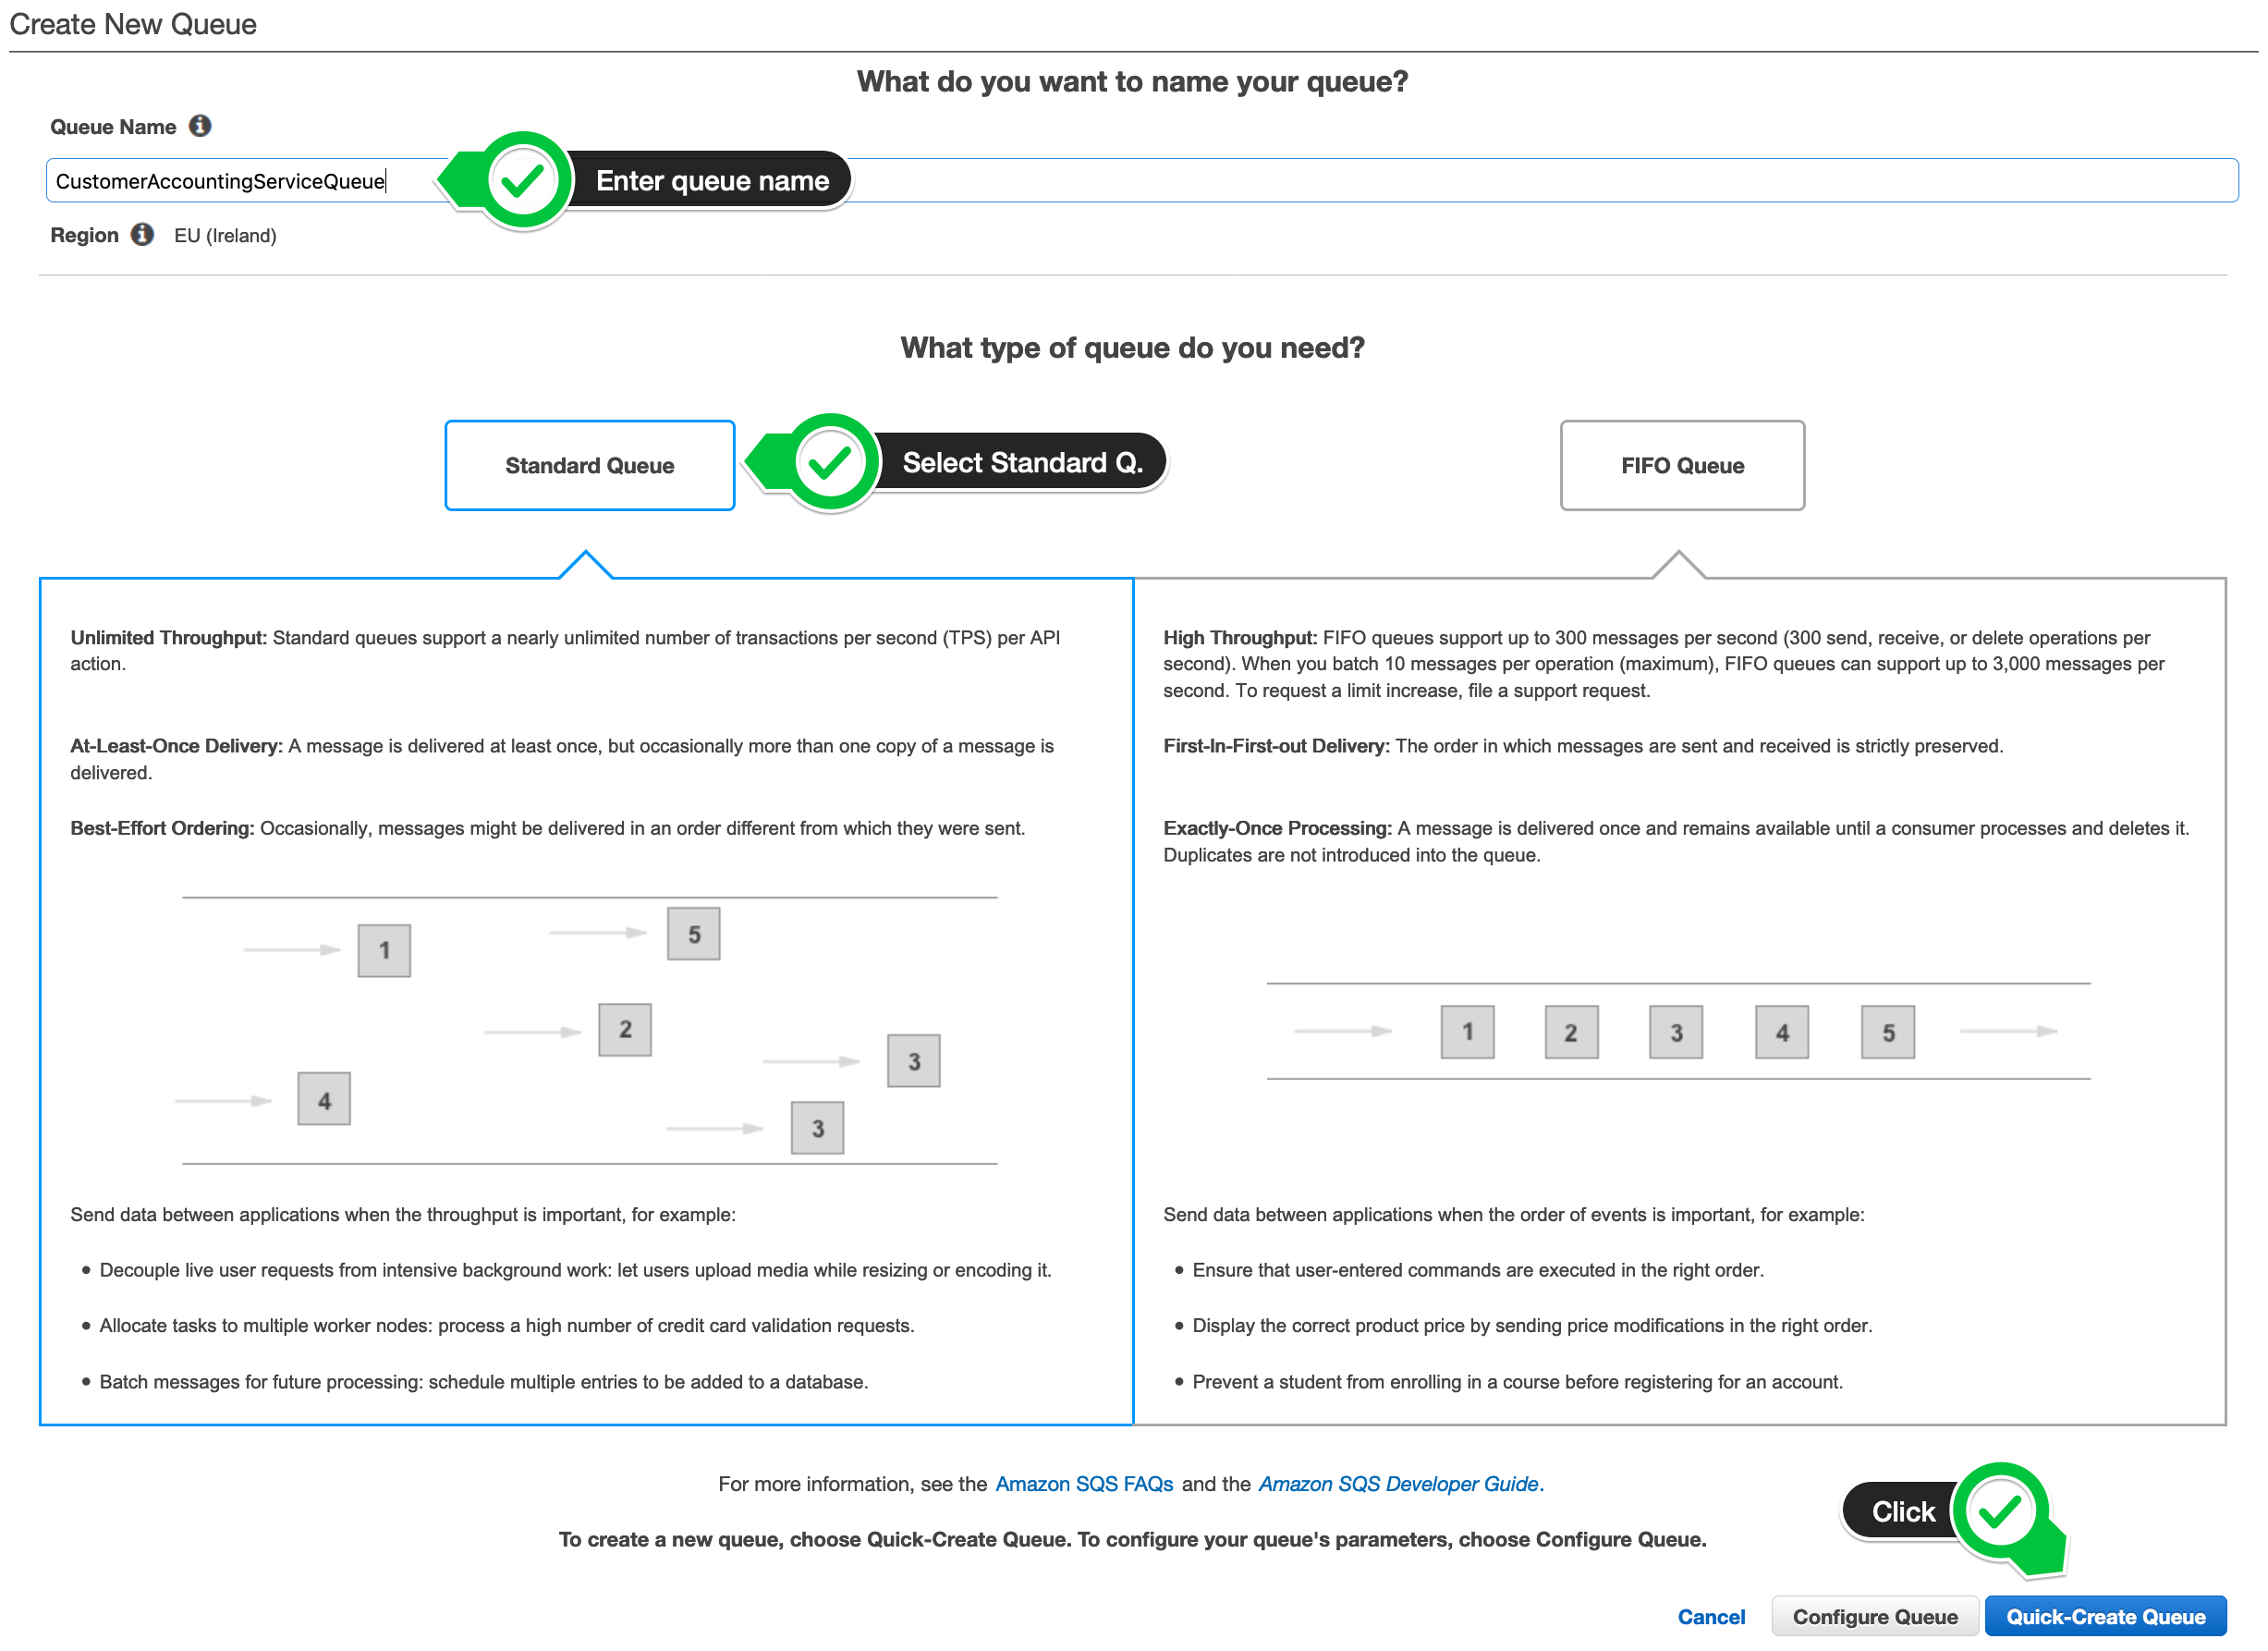 Create New Queue
What do you want to name your queue?
Queue Name
CustomerAccountingServiceQueue
Enter queue name
Region EU (Ireland)
What type of queue do you need?
Standard Queue
Select Standard Q.
FIFO Queue
Unlimited Throughput: Standard queues support a nearly unlimited number of transactions per second (TPS) per API
action.
At-Least-Once Delivery: A message is delivered at least once, but occasionally more than one copy of a message is
delivered.
Best-Effort Ordering: Occasionally, messages might be delivered in an order different from which they were sent.
1
5
2
3
4
3
Send data between applications when the throughput is important, for example:
• Decouple live user requests from intensive background work: let users upload media while resizing or encoding it.
• Allocate tasks to multiple worker nodes: process a high number of credit card validation requests.
• Batch messages for future processing: schedule multiple entries to be added to a database.
High Throughput: FIFO queues support up to 300 messages per second (300 send, receive, or delete operations per
second). When you batch 10 messages per operation (maximum), FIFO queues can support up to 3,000 messages per
second. To request a limit increase, file a support request.
First-In-First-out Delivery: The order in which messages are sent and received is strictly preserved.
Exactly-Once Processing: A message is delivered once and remains available until a consumer processes and deletes it.
Duplicates are not introduced into the queue.
1 2 3 4 5
Send data between applications when the order of events is important, for example:
• Ensure that user-entered commands are executed in the right order.
• Display the correct product price by sending price modifications in the right order.
• Prevent a student from enrolling in a course before registering for an account.
For more information, see the Amazon SQS FAQs and the Amazon SQS Developer Guide.
Click
To create a new queue, choose Quick-Create Queue. To configure your queue's parameters, choose Configure Queue.
Cancel Configure Queue Quick-Create Queue